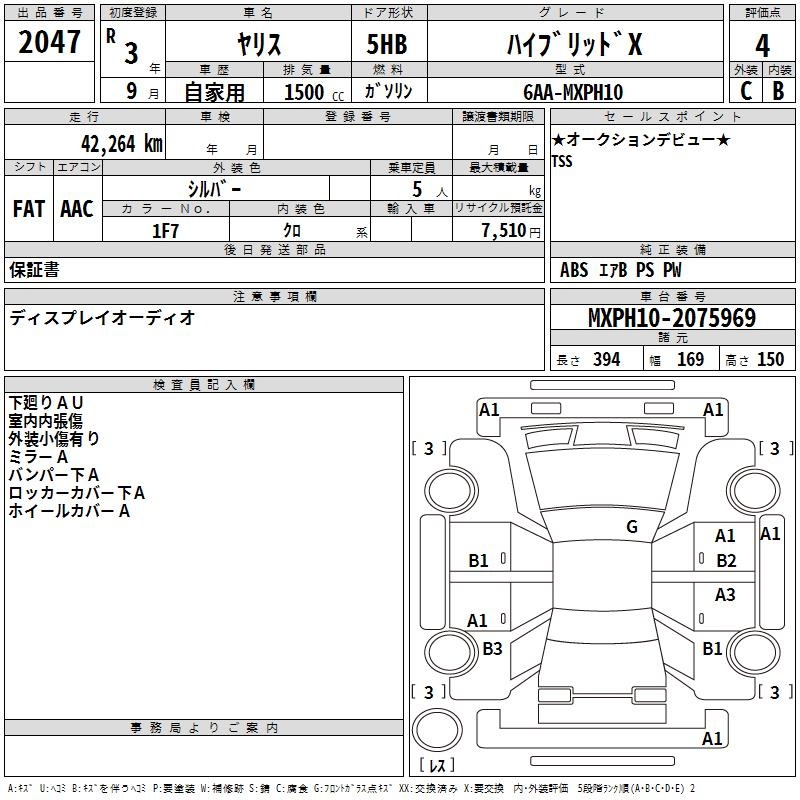 出品番号 初度登録 車名 ドア形状 グレード 評価点
2047 R 3 年 ﾔﾘｽ 5HB ﾊｲﾌﾞﾘｯﾄﾞX 4
車歴 排気量 燃料 型式 外装 内装
9 月 自家用 1500 CC ｶﾞｿﾘﾝ 6AA-MXPH10 C B
走行 車検 登録番号 譲渡書類期限 セールスポイント
42,264 km 年 月 月 日 ★オークションデビュー★
シフト エアコン 外装色 乗車定員 最大積載量 TSS
FAT AAC ｼﾙﾊﾞｰ 5 人 kg
カラーNo. 内装色 輸入車 リサイクル預託金
1F7 ｸﾛ 系 7,510 円
後日発送部品 純正装備
保証書 ABS ｴｱB PS PW
注意事項欄 車台番号
ディスプレイオーディオ MXPH10-2075969
諸元
長さ 394 幅 169 高さ 150
検査員記入欄
下廻りAU
室内内張傷
外装小傷有り
ミラーA
バンパー下A
ロッカーカバー下A
ホイールカバーA
A1 A1
[ 3 ] [ 3 ]
G
A1 A1
B1 B2
A3
A1
B3 B1
[ 3 ] [ 3 ]
A1
[ ﾚｽ ]
事務局よりご案内
A:ｷｽﾞ U:ﾍｺﾐ B:ｷｽﾞを伴うﾍｺﾐ P:要塗装 W:補修跡 S:錆 C:腐食 G:ﾌﾛﾝﾄｶﾞﾗｽ点ｷｽﾞ XX:交換済み X:要交換 内・外装評価 5段階ﾗﾝｸ順(A・B・C・D・E) 2